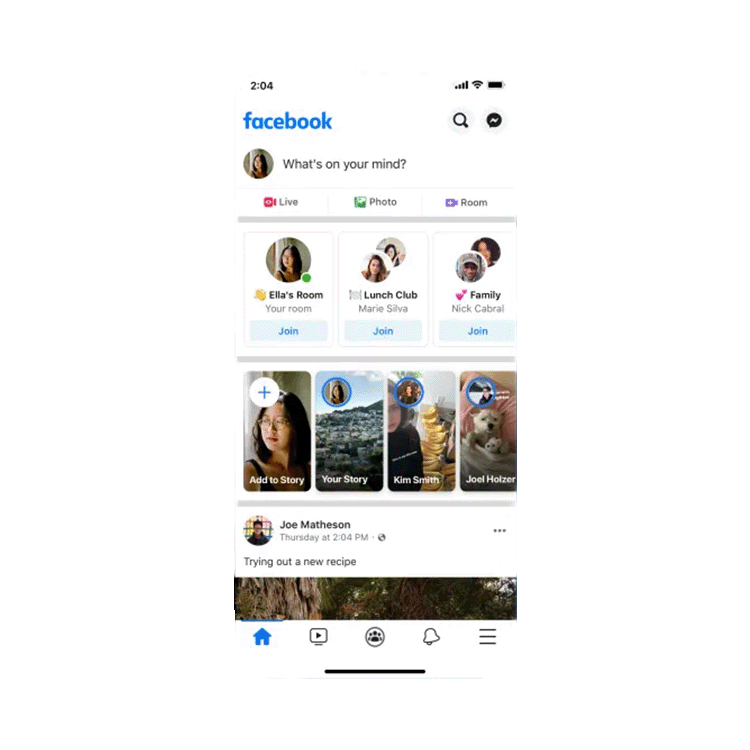 2:04
facebook
What's on your mind?
Live
Photo
Room
Ella's Room
Your room
Join
Lunch Club
Marie Silva
Join
Family
Nick Cabral
Join
Add to Story
Your Story
Kim Smith
Joel Holzer
Joe Matheson
Thursday at 2:04 PM ·
Trying out a new recipe